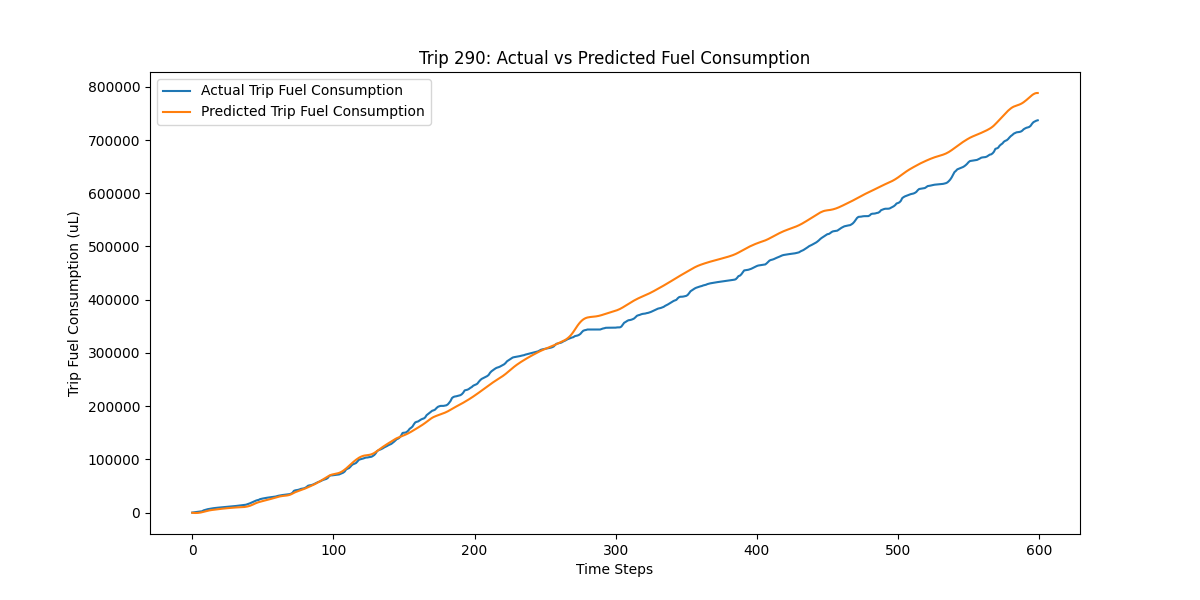 Trip 290: Actual vs Predicted Fuel Consumption
Actual Trip Fuel Consumption
Predicted Trip Fuel Consumption
Trip Fuel Consumption (uL)
800000
700000
600000
500000
400000
300000
200000
100000
0
0 100 200 300 400 500 600
Time Steps